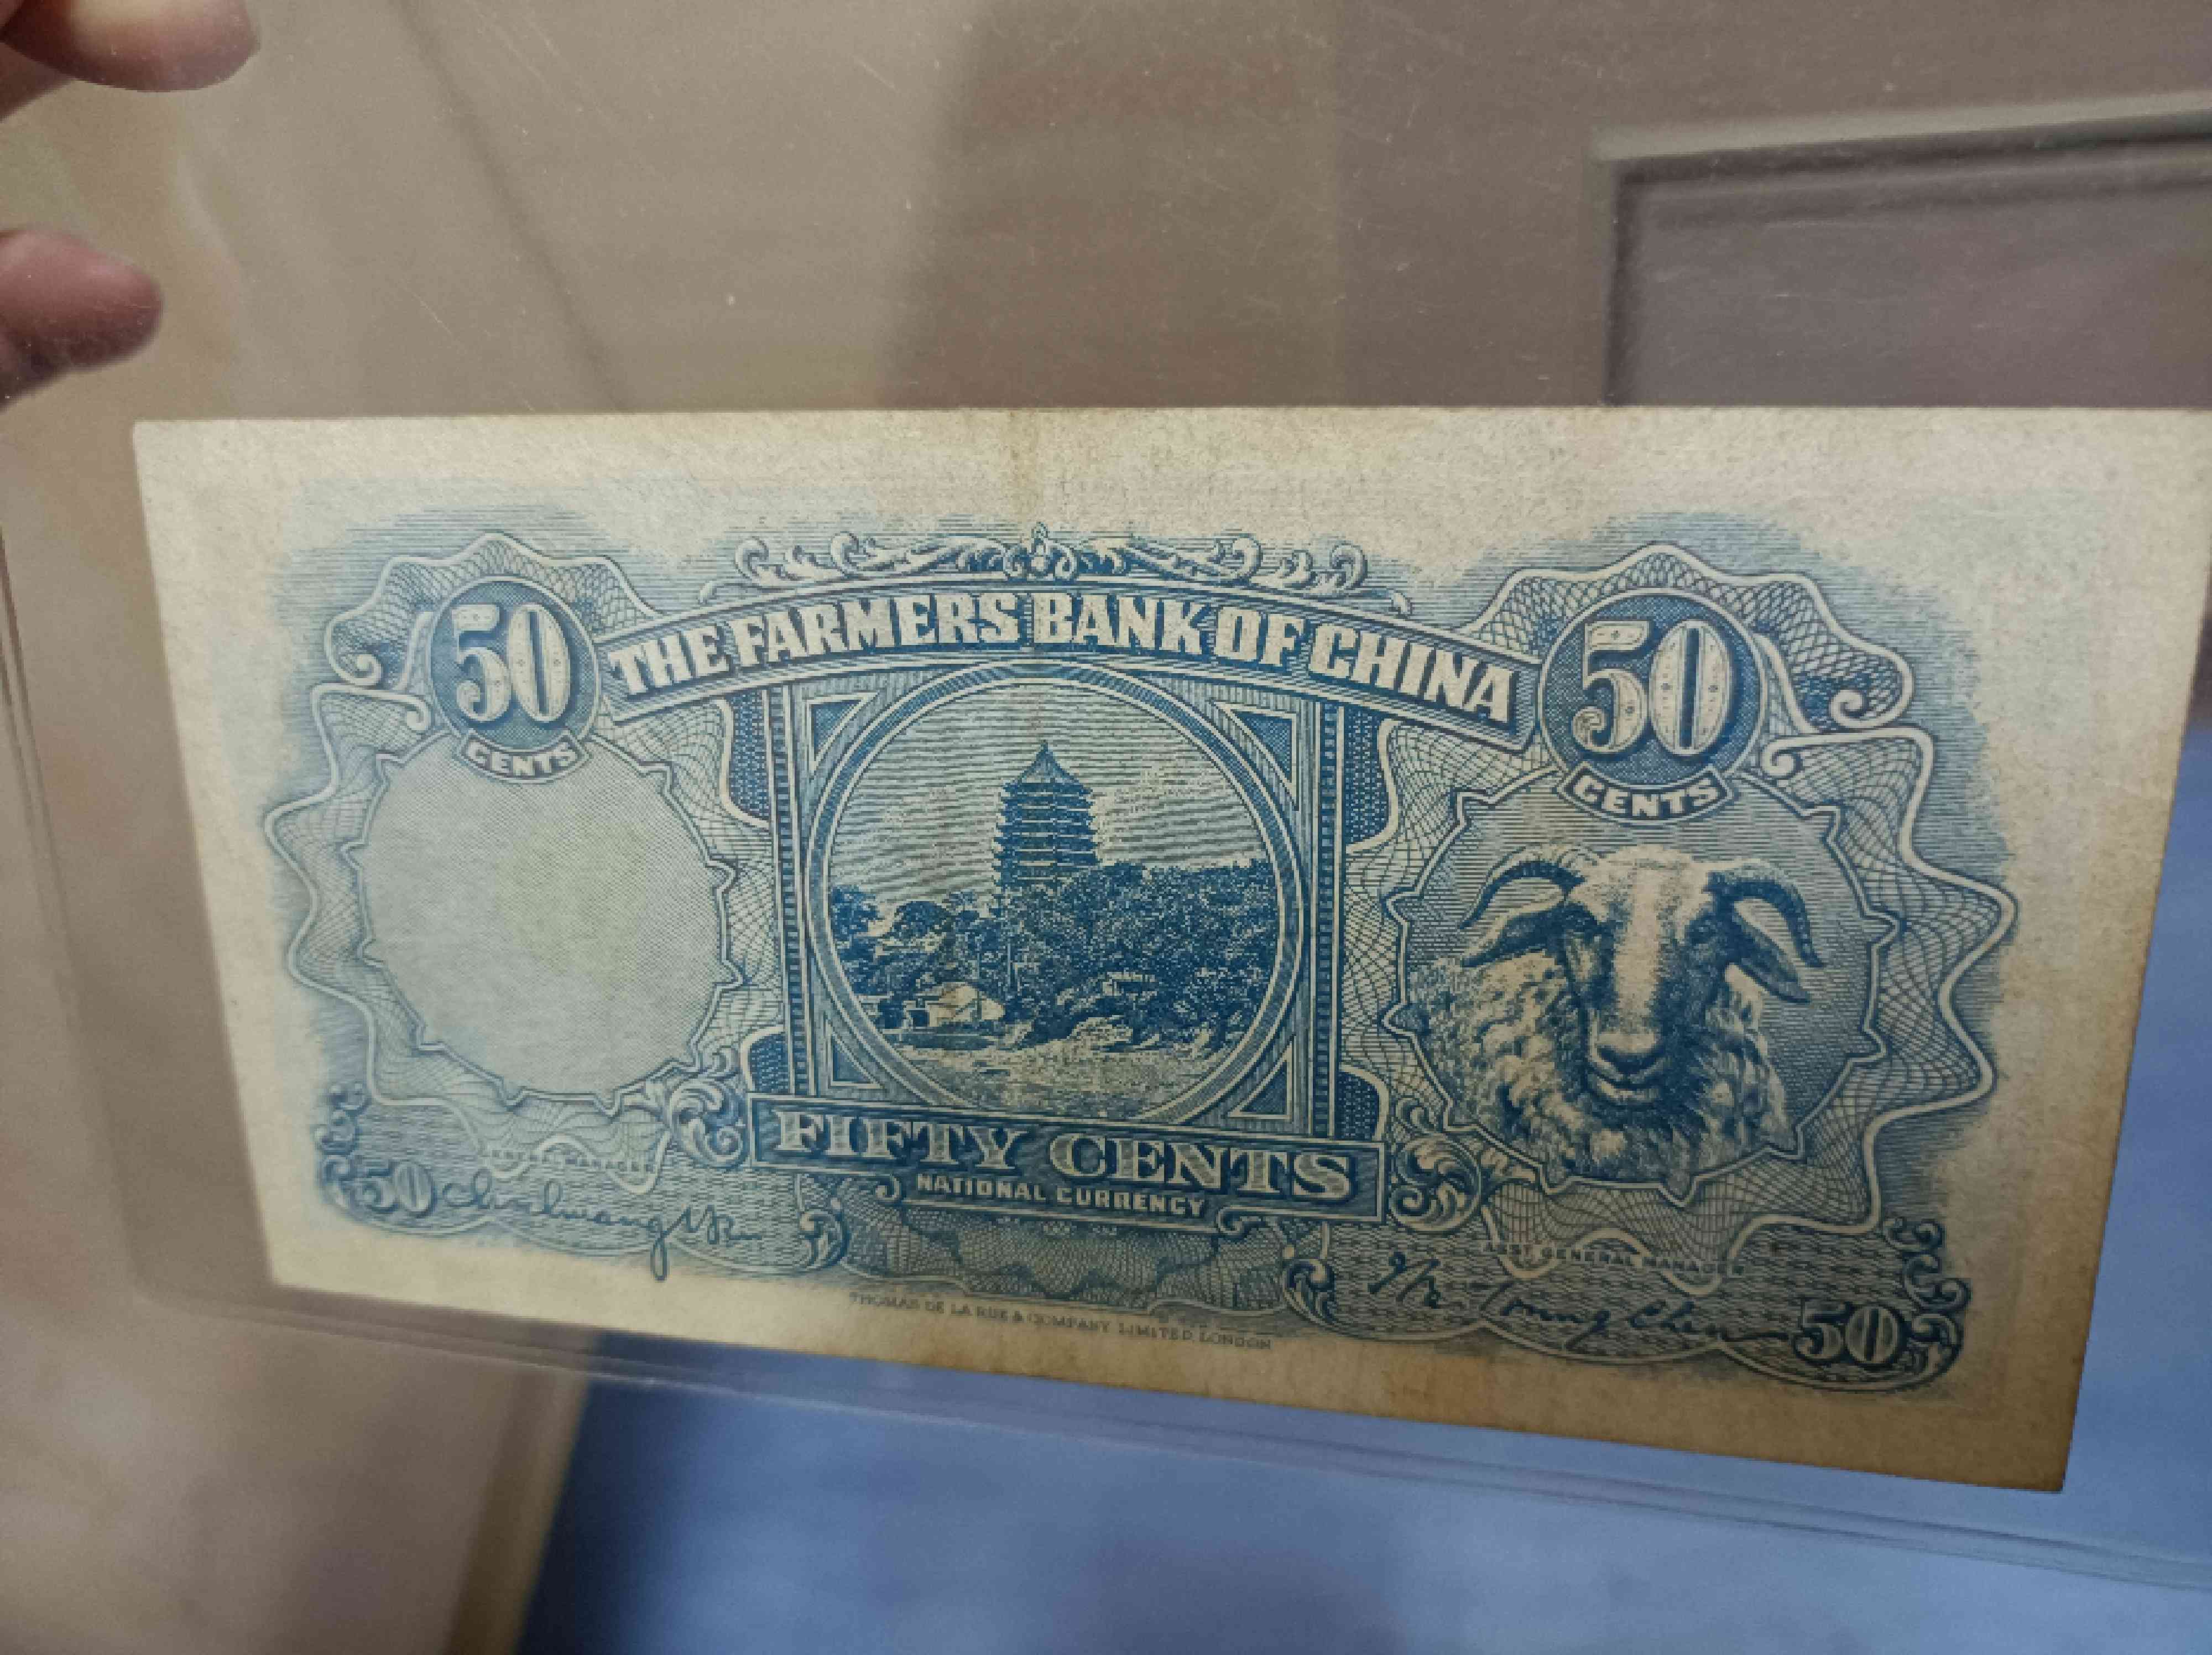 50 THE FARMERS BANK OF CHINA 50
CENTS CENTS
FIFTY CENTS
NATIONAL CURRENCY
GENERAL MANAGER
ASST GENERAL MANAGER
50 50
THOMAS DE LA RUE & COMPANY LIMITED, LONDON